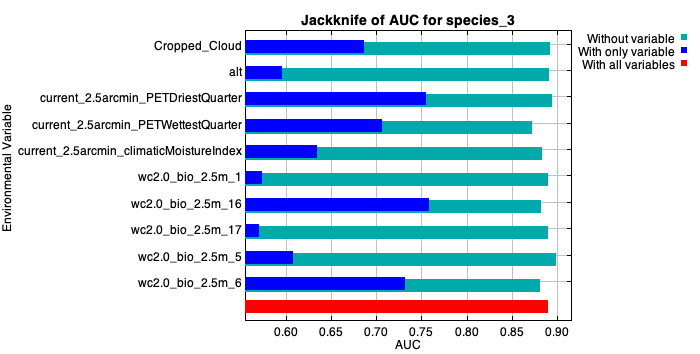 Jackknife of AUC for species_3
Without variable
With only variable
With all variables
Environmental Variable
Cropped_Cloud
alt
current_2.5arcmin_PETDriestQuarter
current_2.5arcmin_PETWettestQuarter
current_2.5arcmin_climaticMoistureIndex
wc2.0_bio_2.5m_1
wc2.0_bio_2.5m_16
wc2.0_bio_2.5m_17
wc2.0_bio_2.5m_5
wc2.0_bio_2.5m_6
0.60 0.65 0.70 0.75 0.80 0.85 0.90
AUC